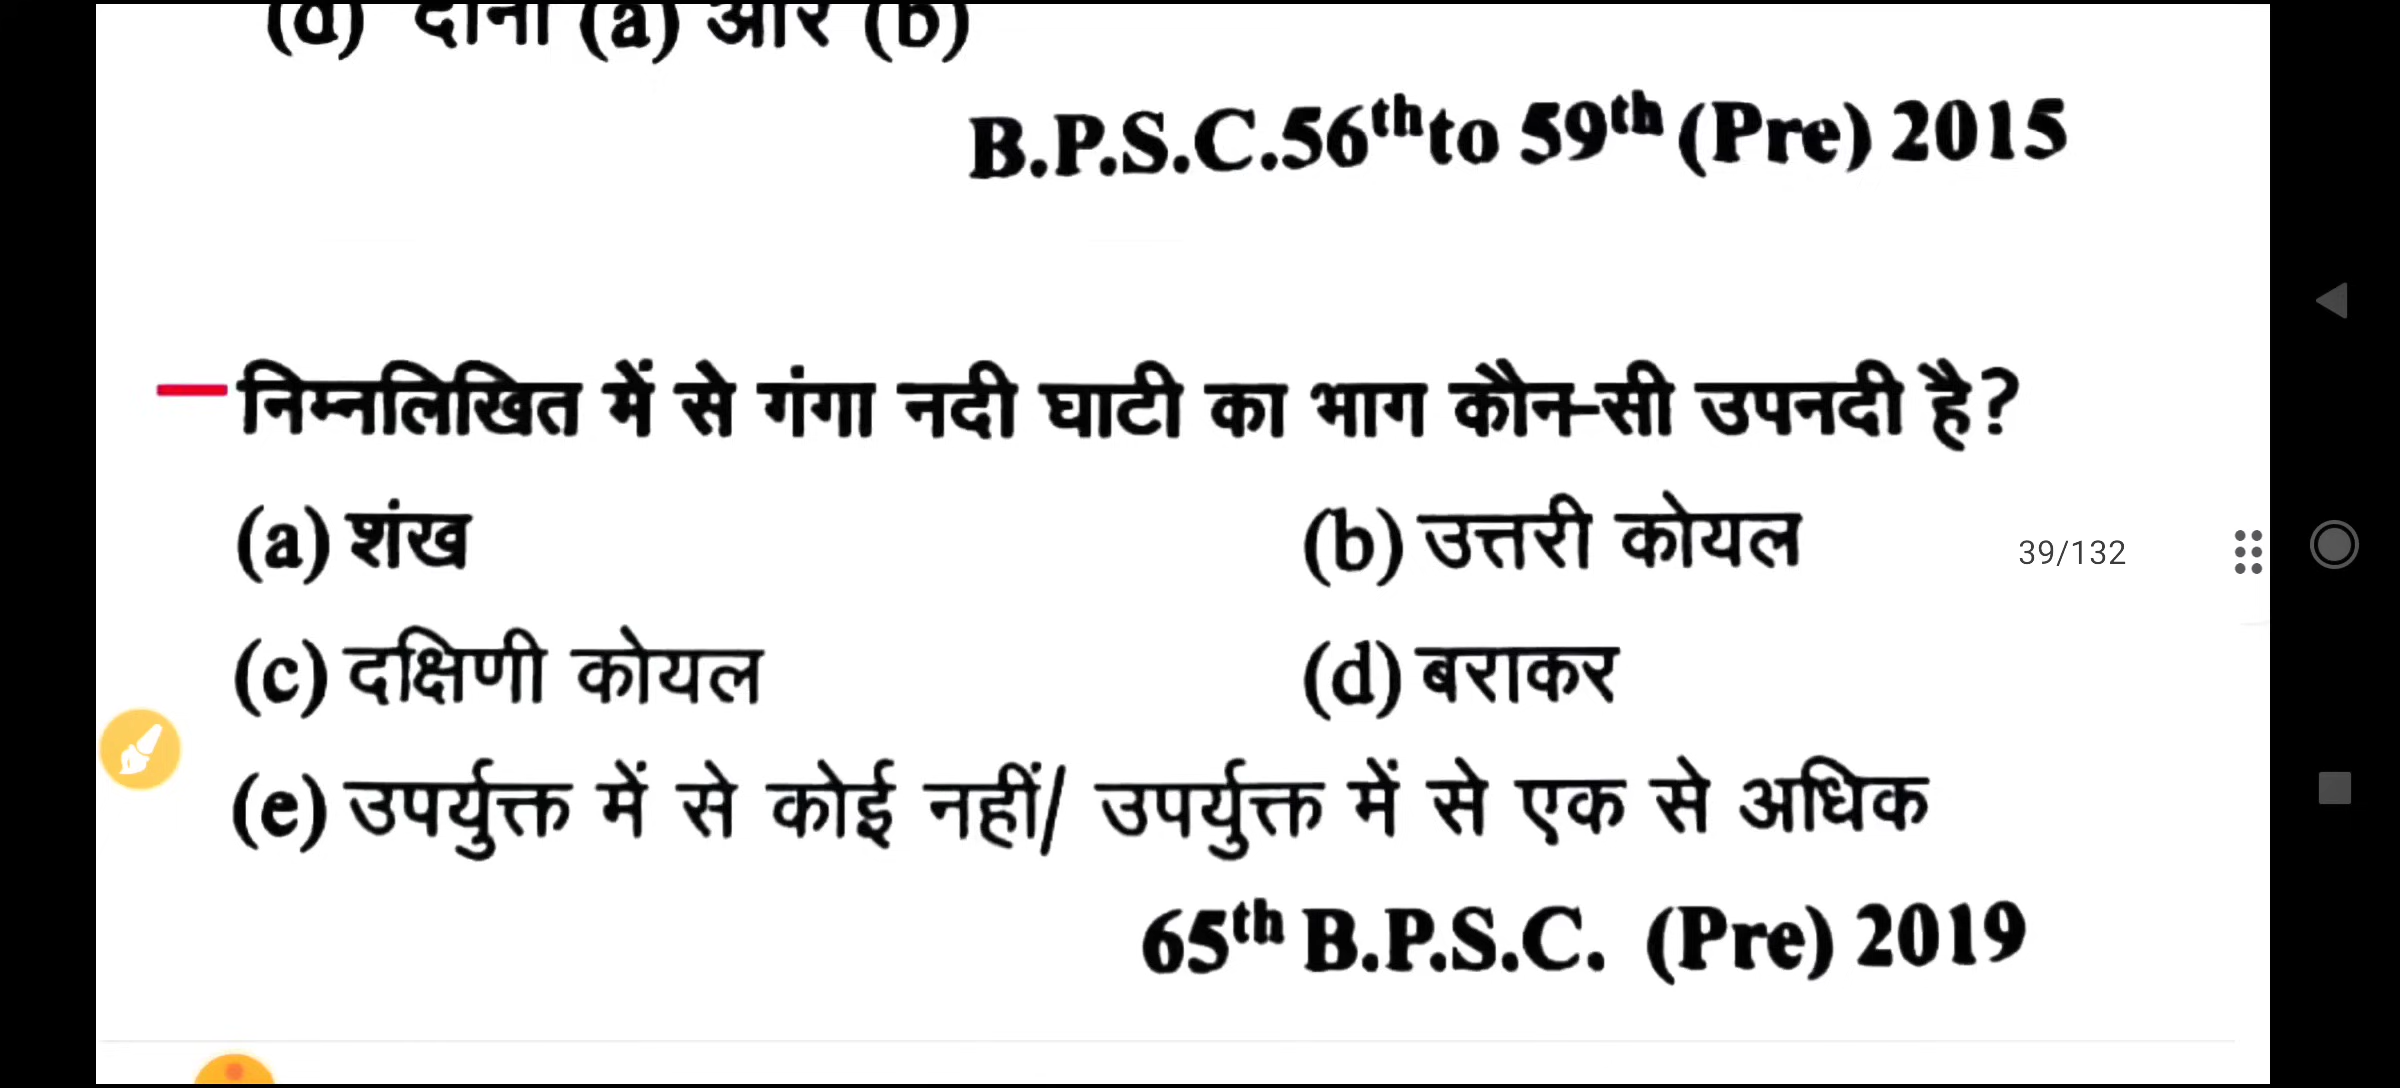 (d) दोनों (a) और (b)
B.P.S.C.56th to 59th (Pre) 2015
निम्नलिखित में से गंगा नदी घाटी का भाग कौन-सी उपनदी है?
(a) शंख (b) उत्तरी कोयल
39/132
(c) दक्षिणी कोयल (d) बराकर
(e) उपर्युक्त में से कोई नहीं/ उपर्युक्त में से एक से अधिक
65th B.P.S.C. (Pre) 2019